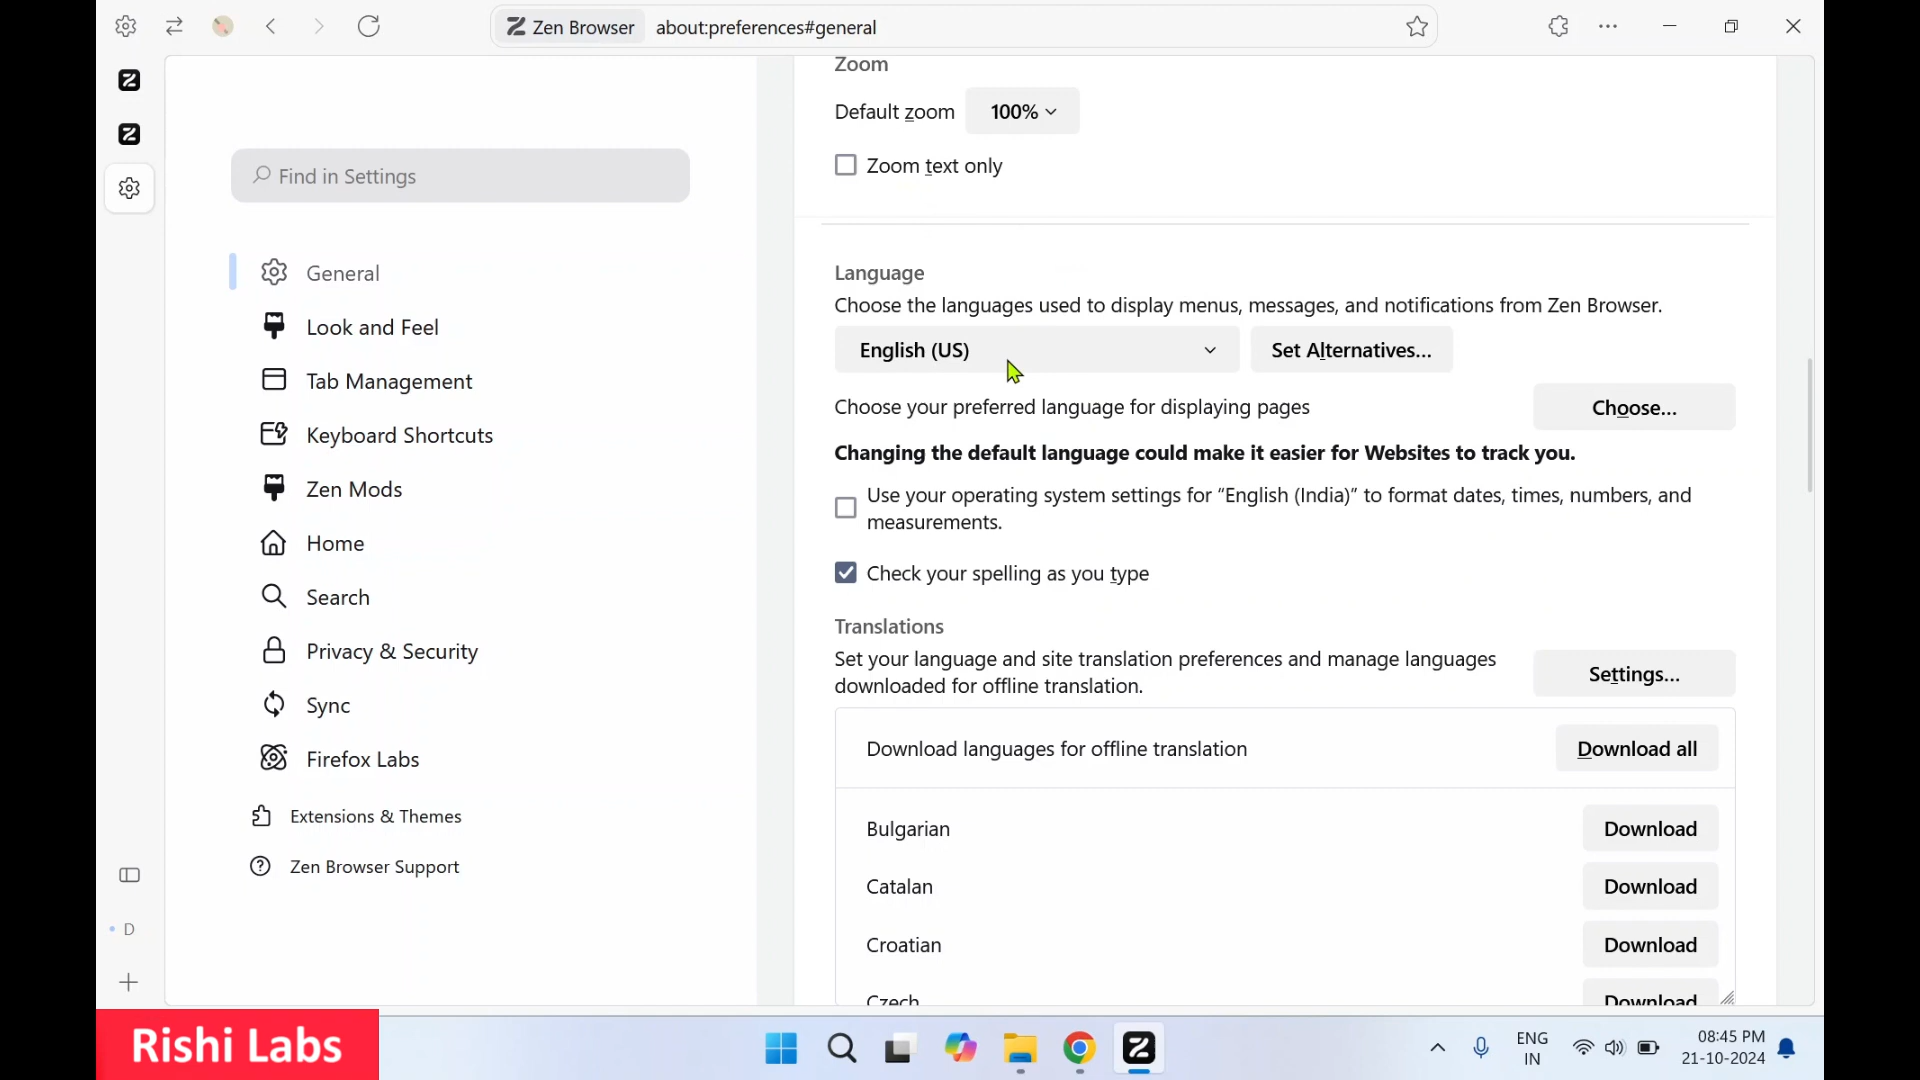 Zen Browser about:preferences#general
Zoom
Default zoom 100%
Zoom text only
Find in Settings
General
Look and Feel
Tab Management
Keyboard Shortcuts
Zen Mods
Home
Search
Privacy & Security
Sync
Firefox Labs
Extensions & Themes
Zen Browser Support
Language
Choose the languages used to display menus, messages, and notifications from Zen Browser.
English (US) Set Alternatives...
Choose your preferred language for displaying pages Choose...
Changing the default language could make it easier for Websites to track you.
Use your operating system settings for “English (India)” to format dates, times, numbers, and
measurements.
Check your spelling as you type
Translations
Set your language and site translation preferences and manage languages
downloaded for offline translation.
Settings...
Download languages for offline translation Download all
Bulgarian Download
Catalan Download
Croatian Download
Czech Download
D
Rishi Labs
ENG
IN
08:45 PM
21-10-2024